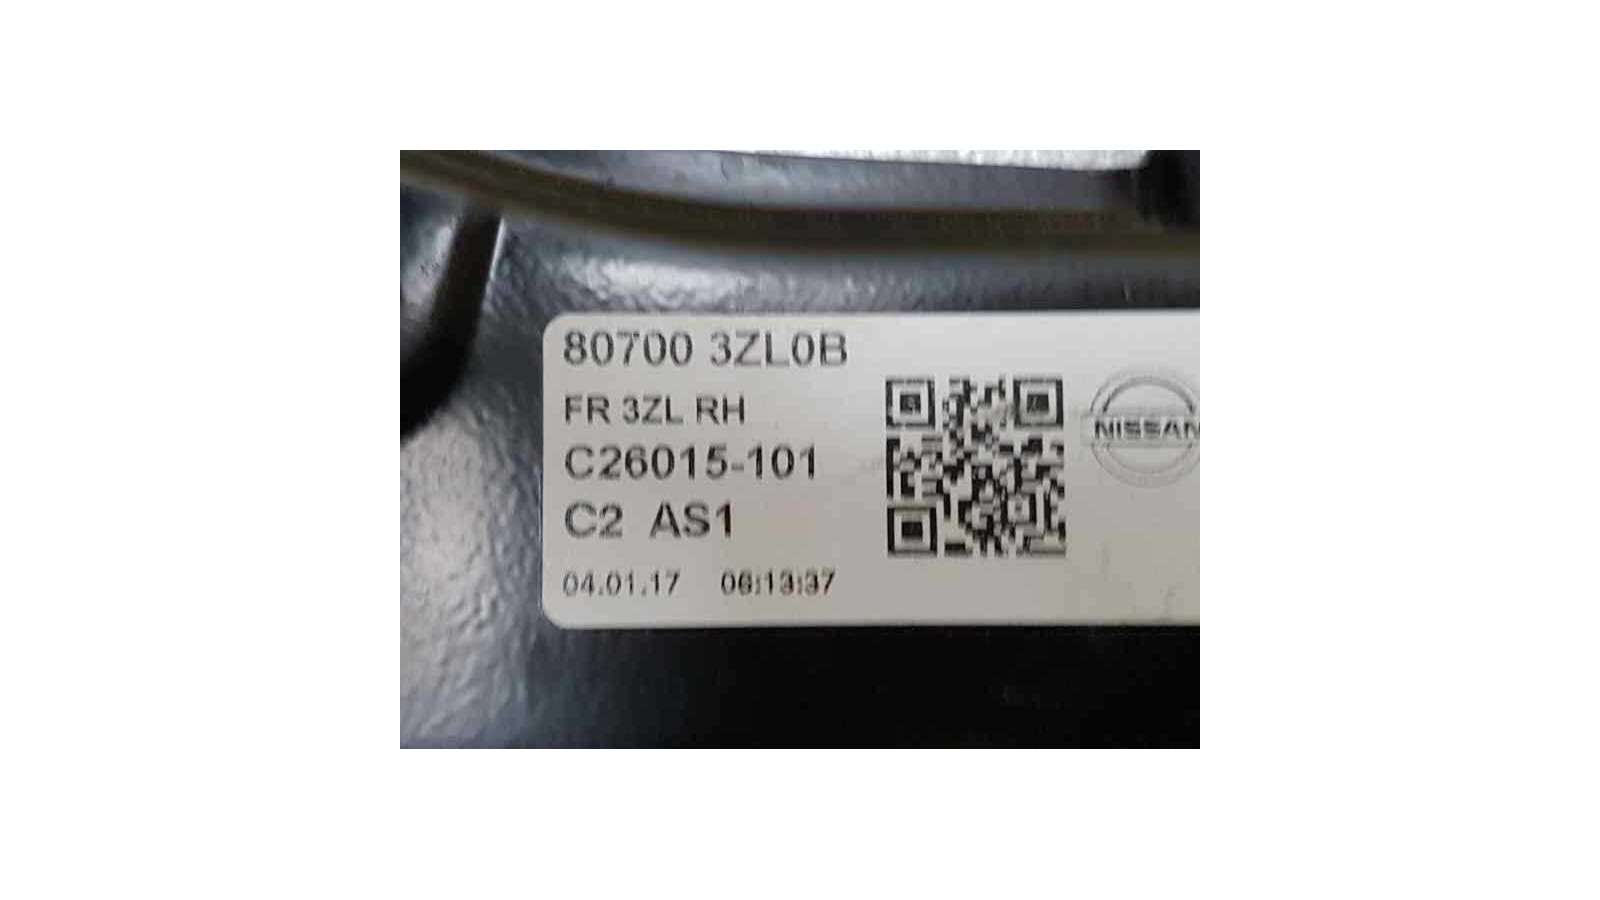 80700 3ZL0B
FR 3ZL RH
C26015-101
C2 AS1
04.01.17 06:13:37
NISSAN